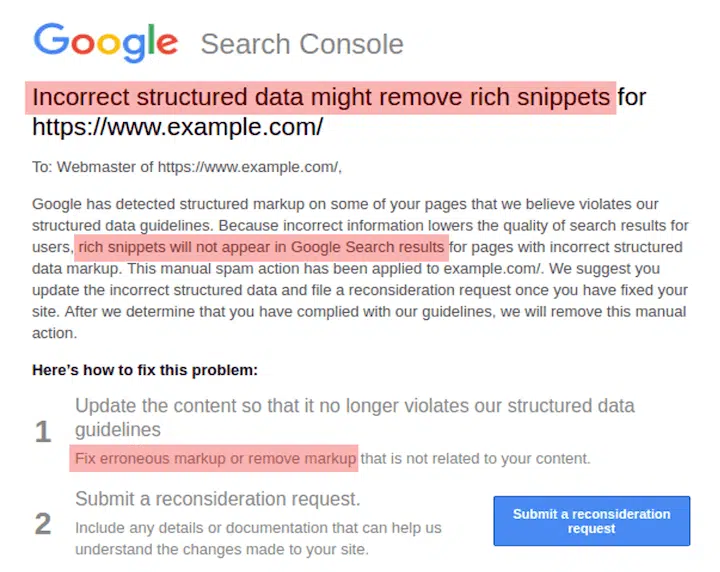 Google Search Console
Incorrect structured data might remove rich snippets for
https://www.example.com/
To: Webmaster of https://www.example.com/,
Google has detected structured markup on some of your pages that we believe violates our
structured data guidelines. Because incorrect information lowers the quality of search results for
users, rich snippets will not appear in Google Search results for pages with incorrect structured
data markup. This manual spam action has been applied to example.com/. We suggest you
update the incorrect structured data and file a reconsideration request once you have fixed your
site. After we determine that you have complied with our guidelines, we will remove this manual
action.
Here’s how to fix this problem:
1
Update the content so that it no longer violates our structured data
guidelines
Fix erroneous markup or remove markup that is not related to your content.
2
Submit a reconsideration request.
Include any details or documentation that can help us
understand the changes made to your site.
Submit a reconsideration
request